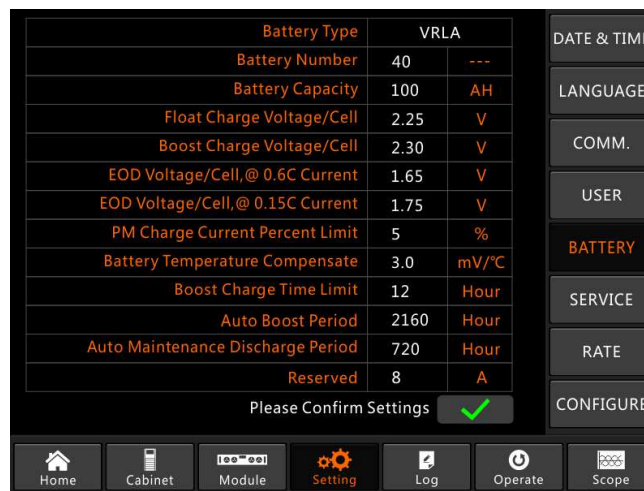 Battery Type VRLA
Battery Number 40 ---
Battery Capacity 100 AH
Float Charge Voltage/Cell 2.25 V
Boost Charge Voltage/Cell 2.30 V
EOD Voltage/Cell,@ 0.6C Current 1.65 V
EOD Voltage/Cell,@ 0.15C Current 1.75 V
PM Charge Current Percent Limit 5 %
Battery Temperature Compensate 3.0 mV/℃
Boost Charge Time Limit 12 Hour
Auto Boost Period 2160 Hour
Auto Maintenance Discharge Period 720 Hour
Reserved 8 A
Please Confirm Settings
DATE & TIM
LANGUAGE
COMM.
USER
BATTERY
SERVICE
RATE
CONFIGURE
Home Cabinet Module Setting Log Operate Scope